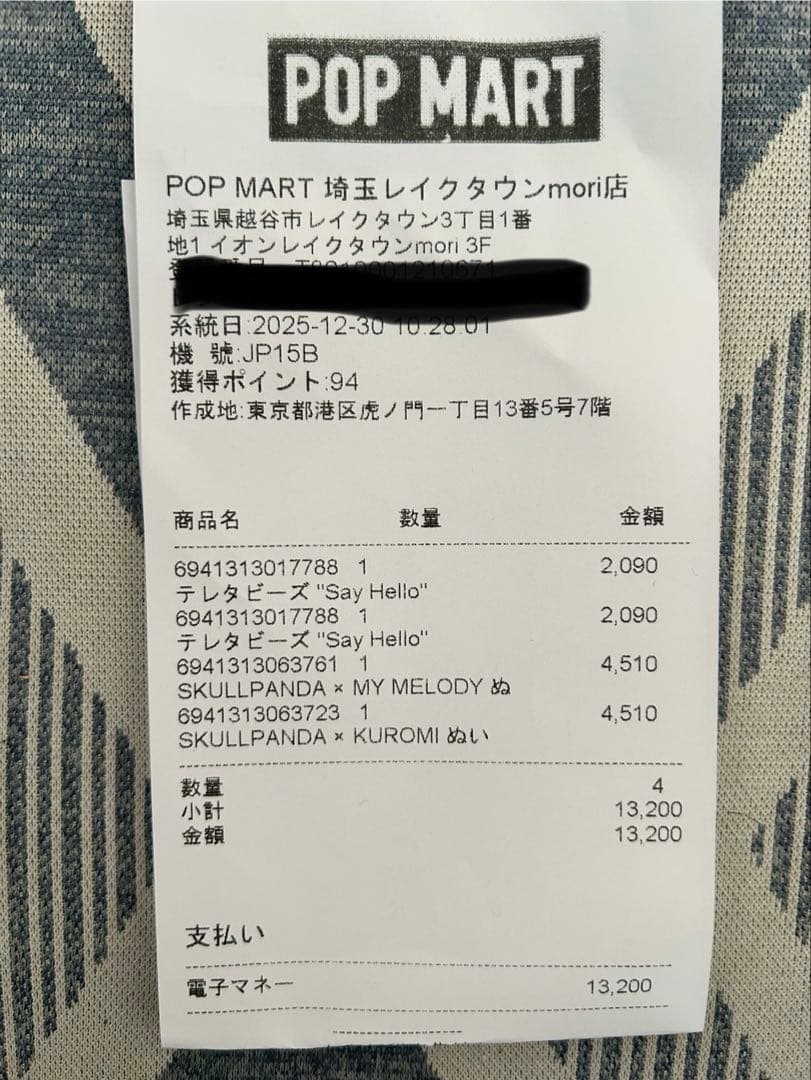 POP MART
POP MART 埼玉レイクタウンmori店
埼玉県越谷市レイクタウン3丁目1番
地1 イオンレイクタウンmori 3F
系統日:2025-12-30 10:28:01
機 號:JP15B
獲得ポイント:94
作成地:東京都港区虎ノ門一丁目13番5号7階
商品名 數量 金額
6941313017788 1 2,090
テレタビーズ "Say Hello"
6941313017788 1 2,090
テレタビーズ "Say Hello"
6941313063761 1 4,510
SKULLPANDA × MY MELODY ぬ
6941313063723 1 4,510
SKULLPANDA × KUROMI ぬい
数量 4
小計 13,200
金額 13,200
支払い
電子マネー 13,200